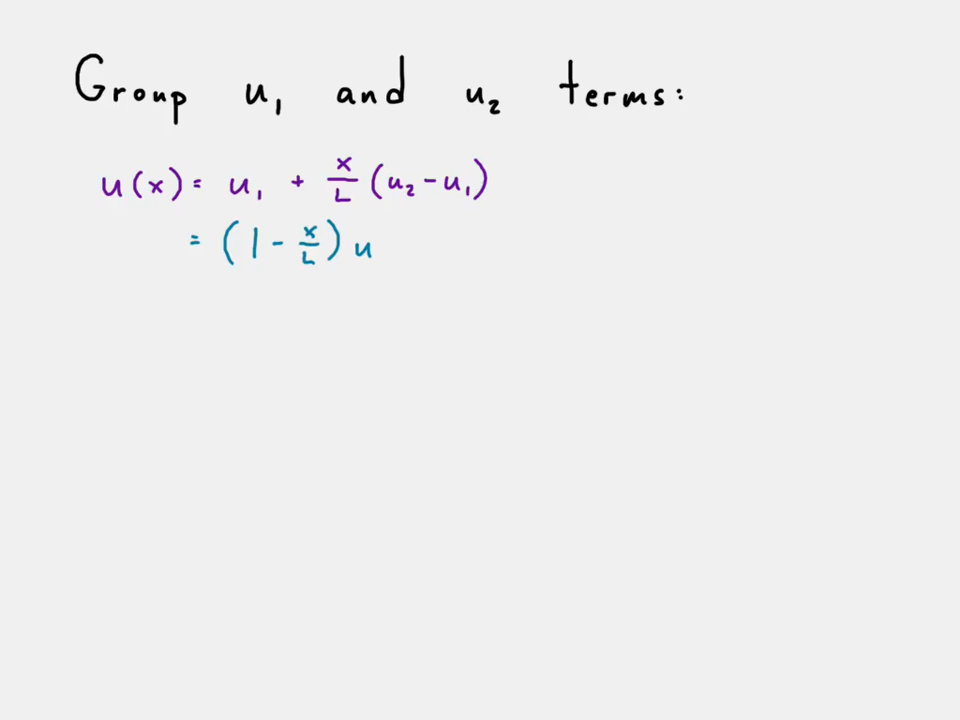 Group u₁ and u₂ terms:
u(x) = u₁ + x/L (u₂ - u₁)
= (1 - x/L) u